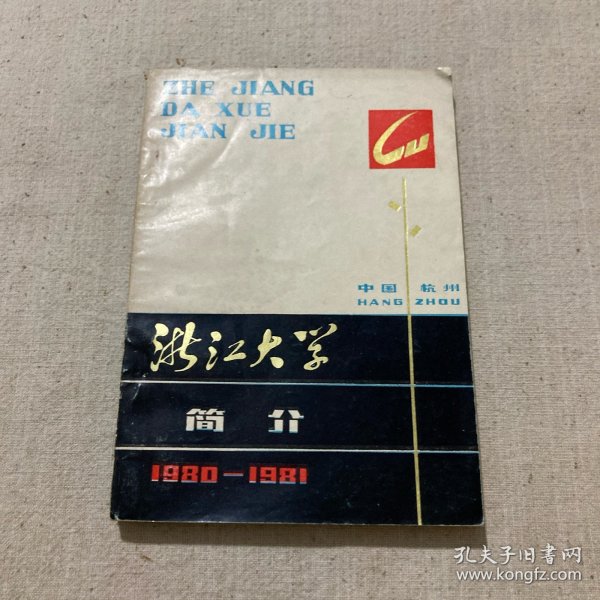 ZHE JIANG
DA XUE
JIAN JIE
中国 杭州
HANG ZHOU
浙江大学
简介
1980—1981
孔夫子旧书网
www.kongfz.com